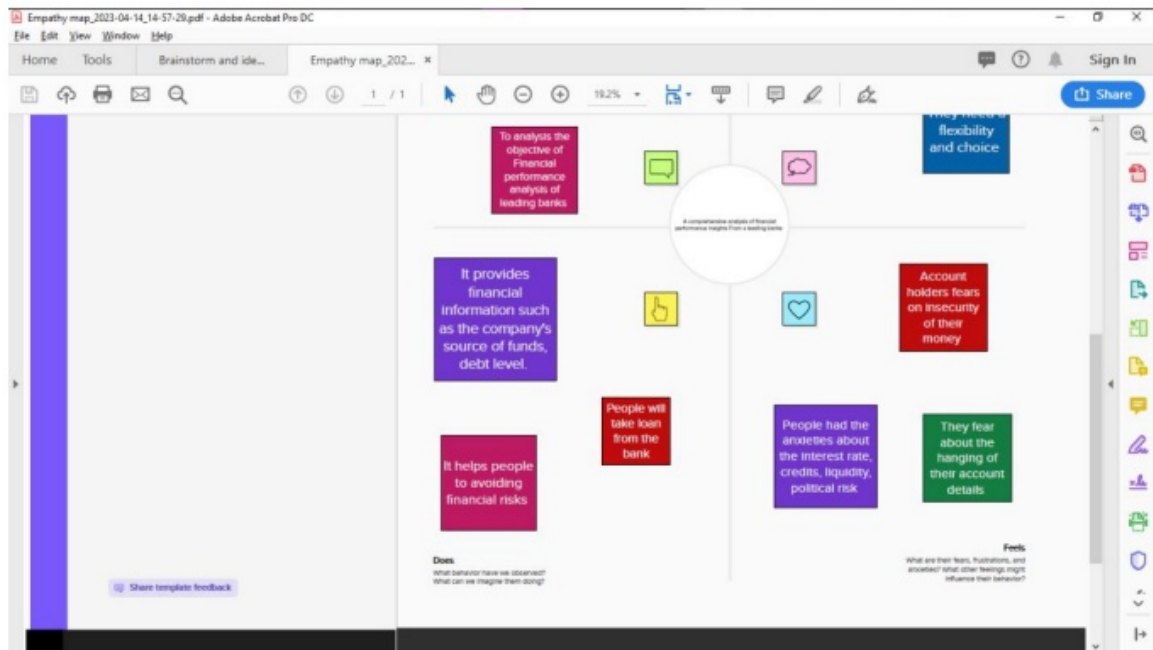 Empathy map_2023-04-14_14-57-29.pdf - Adobe Acrobat Pro DC
File Edit View Window Help
Home Tools Brainstorm and ide... Empathy map_202... × Sign In
1 / 1 19.2% Share
To analysis the
objective of
Financial
performance
analysis of
leading banks
They need a
flexibility
and choice
A comprehensive analysis of financial
performance insights From a leading banks
It provides
financial
information such
as the company's
source of funds,
debt level.
Account
holders fears
on insecurity
of their
money
People will
take loan
from the
bank
It helps people
to avoiding
financial risks
People had the
anxieties about
the interest rate,
credits, liquidity,
political risk
They fear
about the
hanging of
their account
details
Does
What behavior have we observed?
What can we imagine them doing?
Feels
What are their fears, frustrations, and
anxieties? What other feelings might
influence their behavior?
Share template feedback